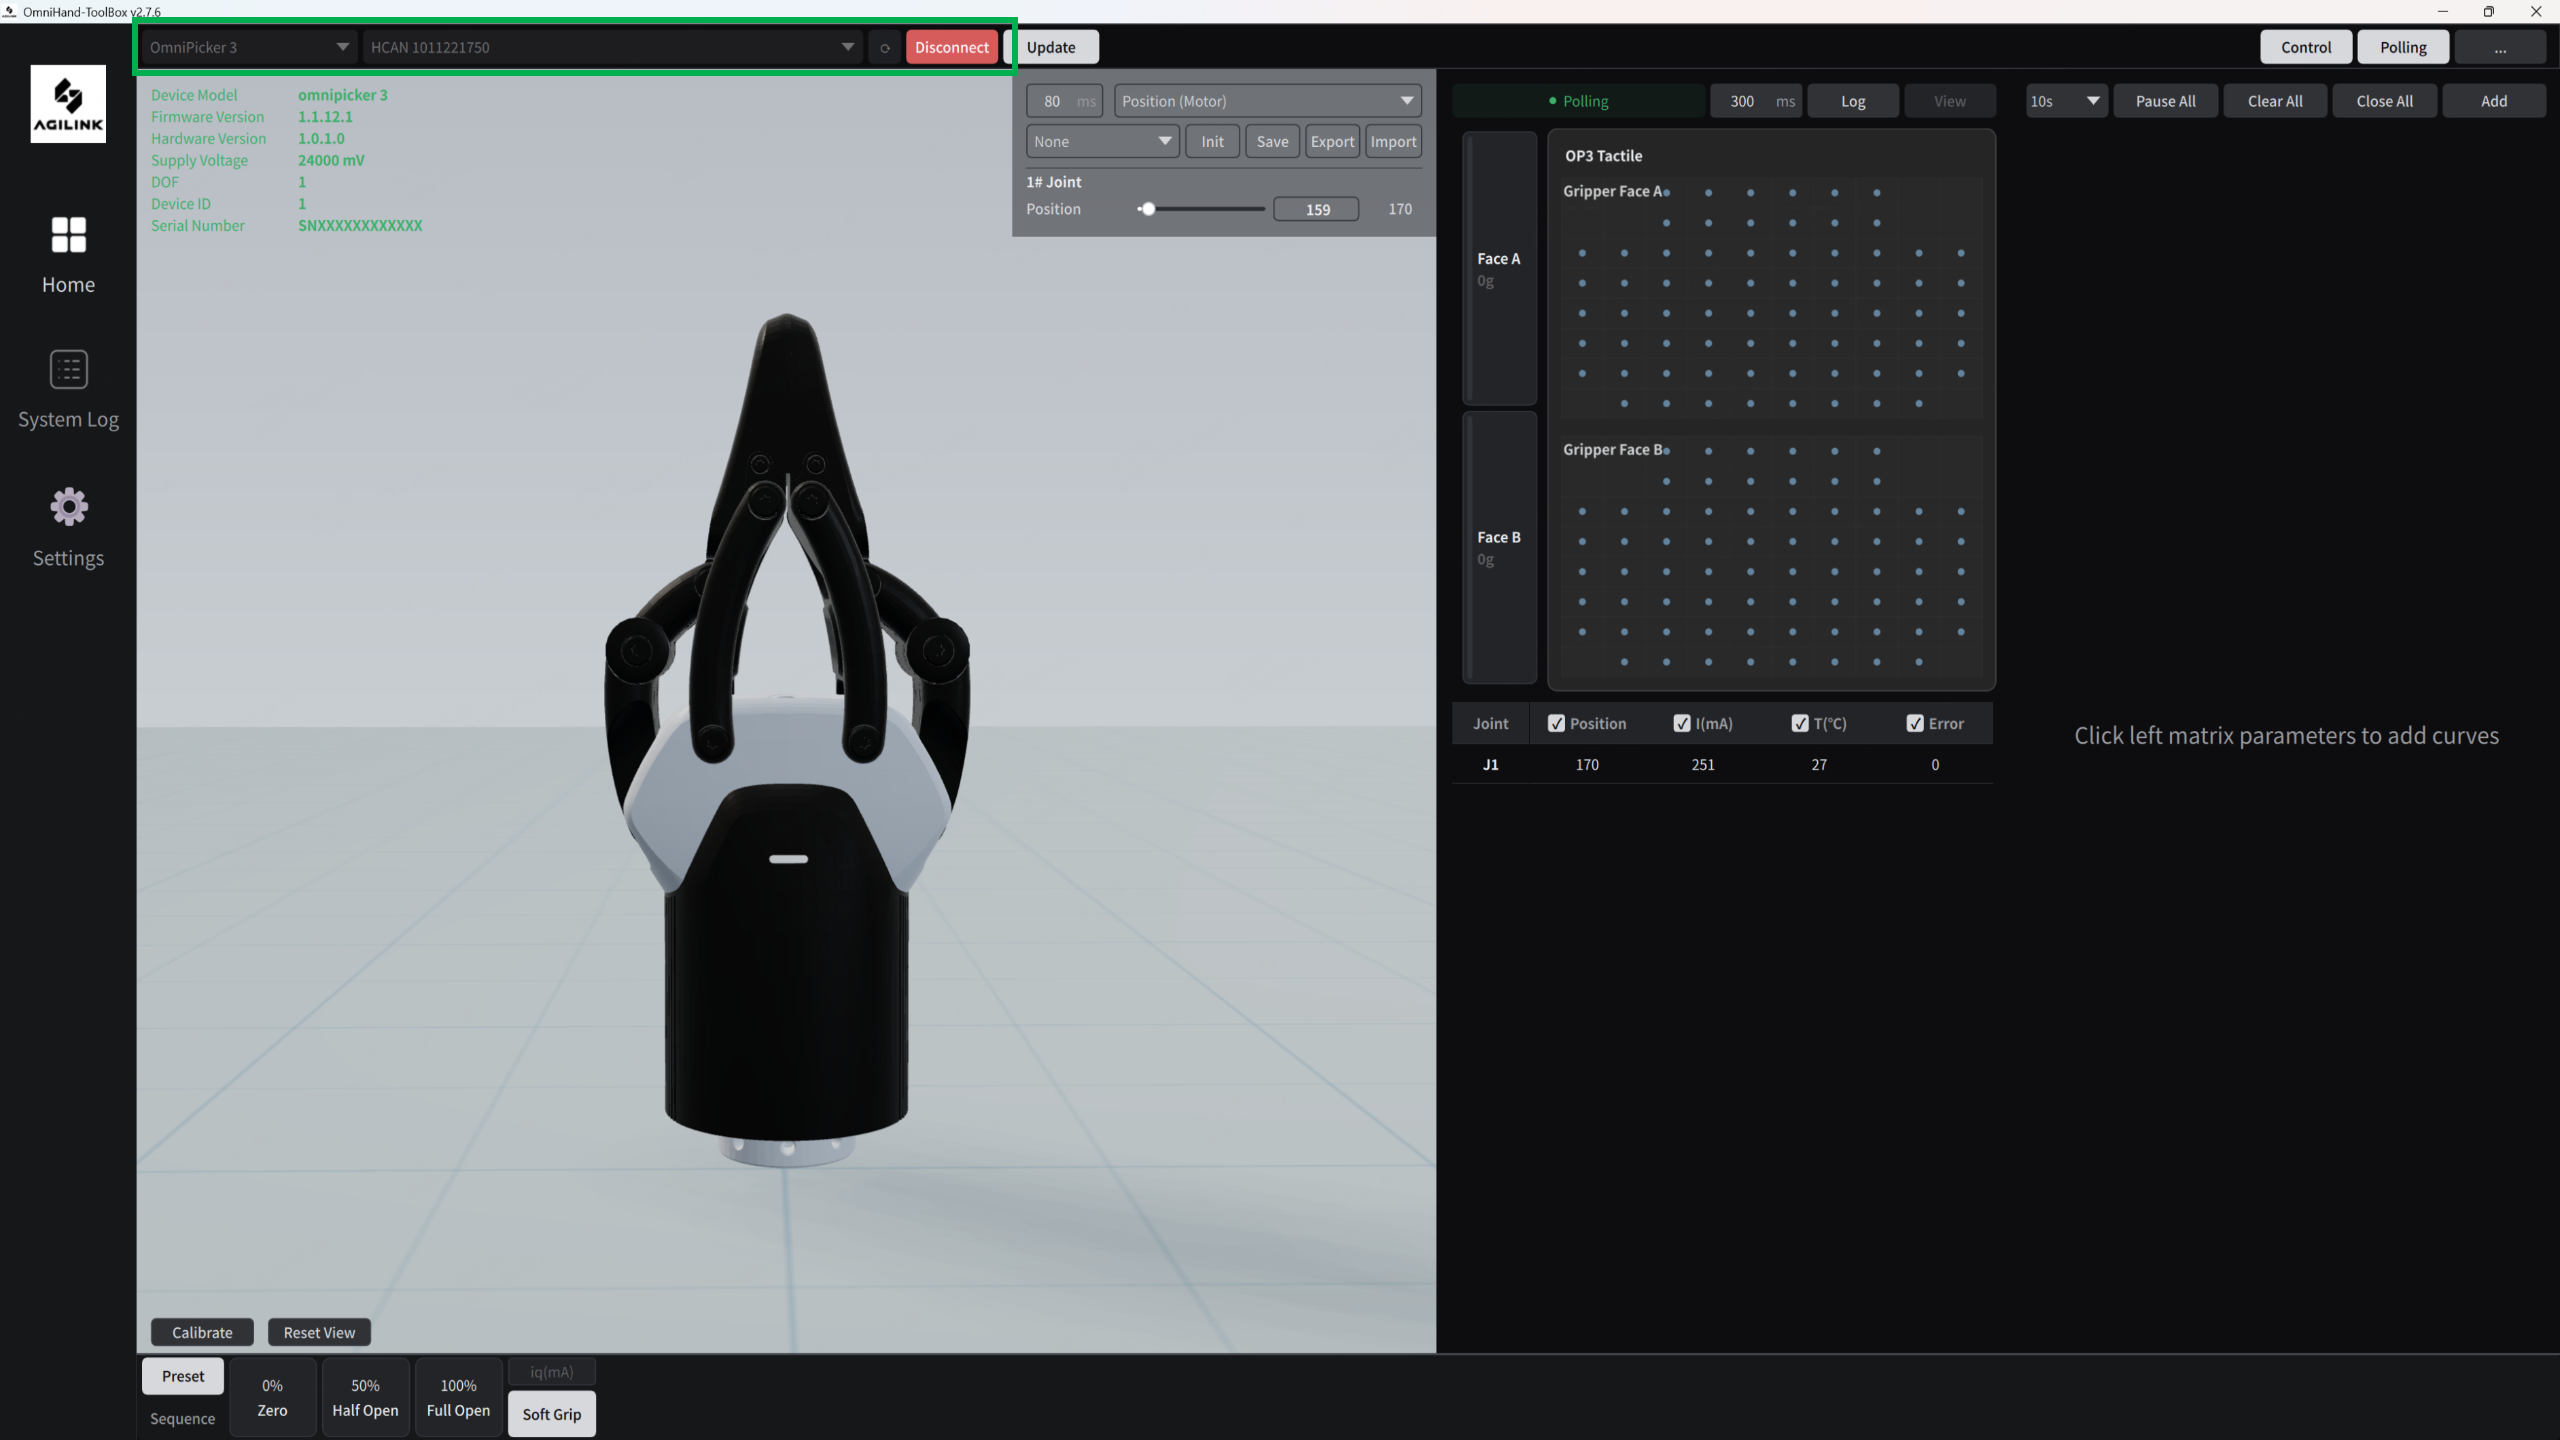 OmniHand-ToolBox v2.7.6
OmniPicker 3
HCAN 1011221750
Disconnect
Update
Control
Polling
...
AGILINK
Home
System Log
Settings
Device Model omnipicker 3
Firmware Version 1.1.12.1
Hardware Version 1.0.1.0
Supply Voltage 24000 mV
DOF 1
Device ID 1
Serial Number SNXXXXXXXXXXXX
80 ms
Position (Motor)
None
Init
Save
Export
Import
1# Joint
Position 159 170
Polling
300 ms
Log
View
10s
Pause All
Clear All
Close All
Add
Face A
0g
Face B
0g
OP3 Tactile
Gripper Face A
Gripper Face B
Joint Position I(mA) T(°C) Error
J1 170 251 27 0
Click left matrix parameters to add curves
Calibrate
Reset View
Preset
Sequence
0%
Zero
50%
Half Open
100%
Full Open
iq(mA)
Soft Grip